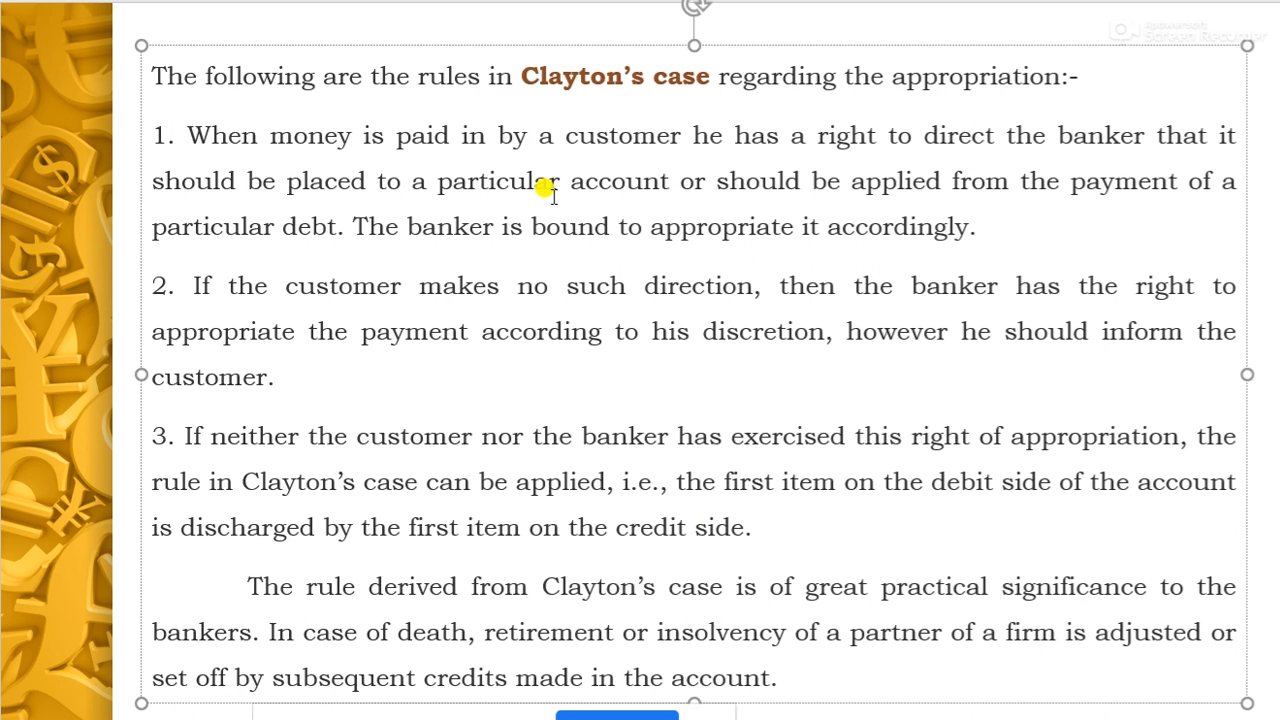 Apowersoft
Screen Recorder
The following are the rules in Clayton’s case regarding the appropriation:-
1. When money is paid in by a customer he has a right to direct the banker that it
should be placed to a particular account or should be applied from the payment of a
particular debt. The banker is bound to appropriate it accordingly.
2. If the customer makes no such direction, then the banker has the right to
appropriate the payment according to his discretion, however he should inform the
customer.
3. If neither the customer nor the banker has exercised this right of appropriation, the
rule in Clayton’s case can be applied, i.e., the first item on the debit side of the account
is discharged by the first item on the credit side.
The rule derived from Clayton’s case is of great practical significance to the
bankers. In case of death, retirement or insolvency of a partner of a firm is adjusted or
set off by subsequent credits made in the account.